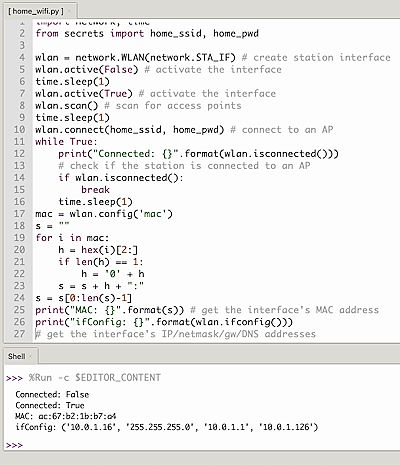 [ home_wifi.py ]
1 import network, time
2 from secrets import home_ssid, home_pwd
3
4 wlan = network.WLAN(network.STA_IF) # create station interface
5 wlan.active(False) # activate the interface
6 time.sleep(1)
7 wlan.active(True) # activate the interface
8 wlan.scan() # scan for access points
9 time.sleep(1)
10 wlan.connect(home_ssid, home_pwd) # connect to an AP
11 while True:
12     print("Connected: {}".format(wlan.isconnected()))
13     # check if the station is connected to an AP
14     if wlan.isconnected():
15         break
16     time.sleep(1)
17 mac = wlan.config('mac')
18 s = ""
19 for i in mac:
20     h = hex(i)[2:]
21     if len(h) == 1:
22         h = '0' + h
23     s = s + h + ":"
24 s = s[0:len(s)-1]
25 print("MAC: {}".format(s)) # get the interface's MAC address
26 print("ifConfig: {}".format(wlan.ifconfig()))
27 # get the interface's IP/netmask/gw/DNS addresses
Shell
>>> %Run -c $EDITOR_CONTENT
Connected: False
Connected: True
MAC: ac:67:b2:1b:b7:a4
ifConfig: ('10.0.1.16', '255.255.255.0', '10.0.1.1', '10.0.1.126')
>>>